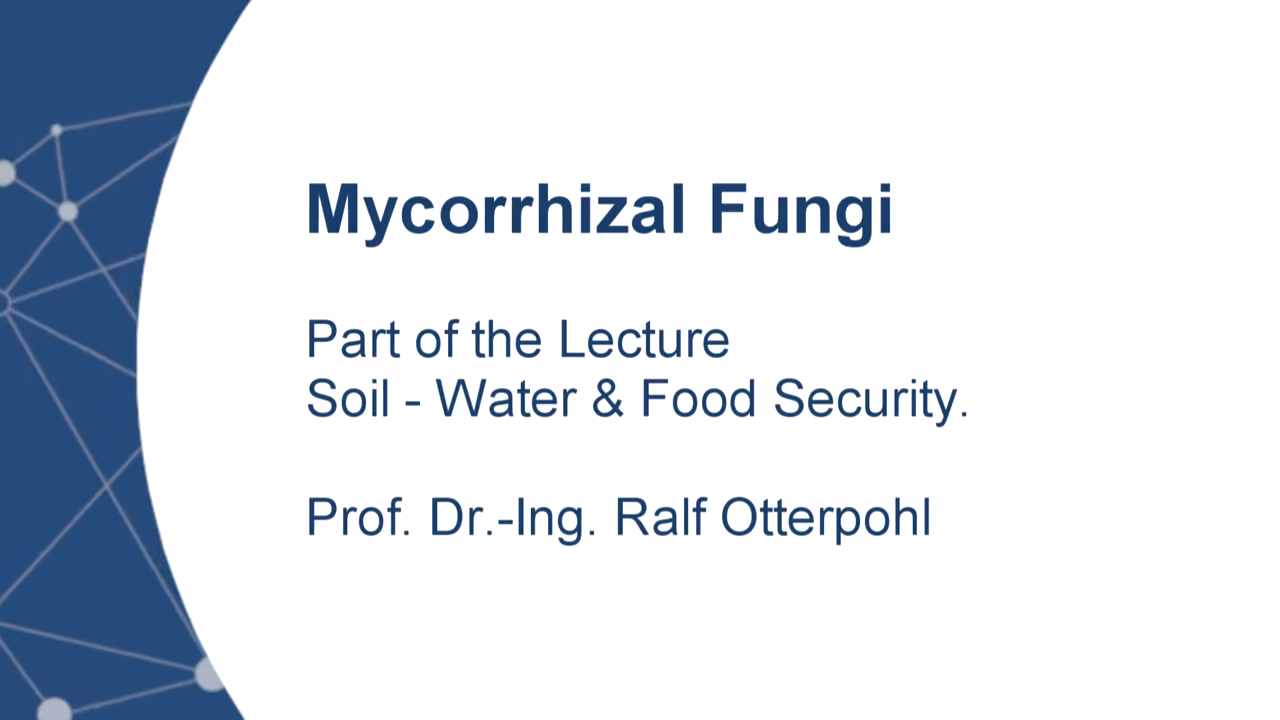 Mycorrhizal Fungi
Part of the Lecture
Soil - Water & Food Security.
Prof. Dr.-Ing. Ralf Otterpohl